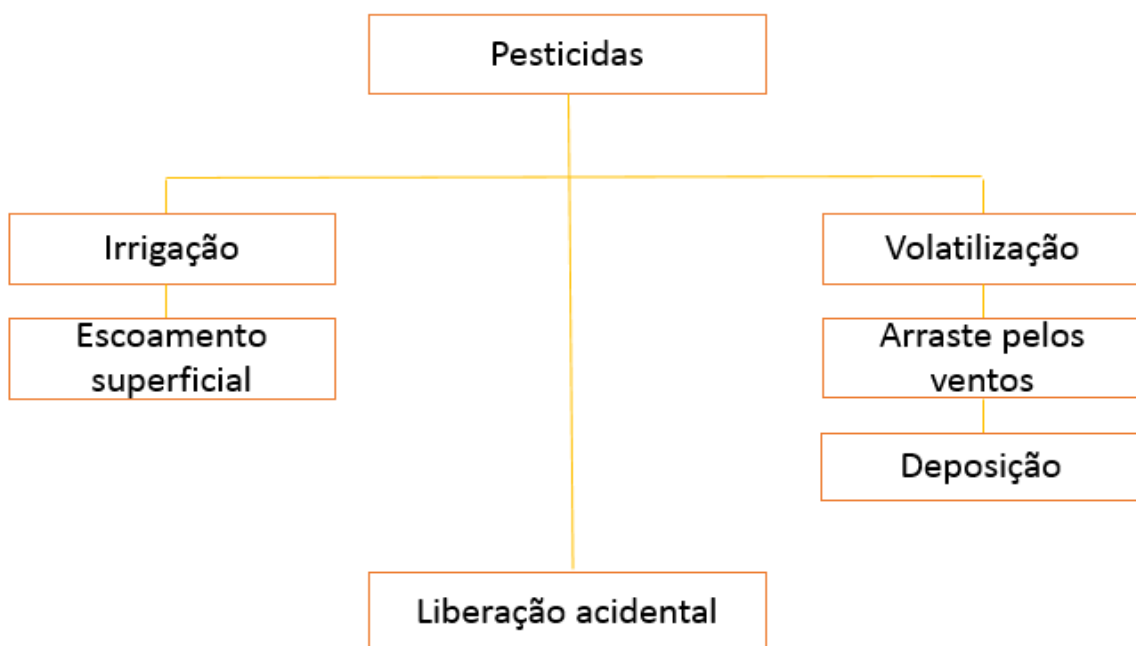 Pesticidas
Irrigação
Volatilização
Escoamento
superficial
Arraste pelos
ventos
Deposição
Liberação acidental